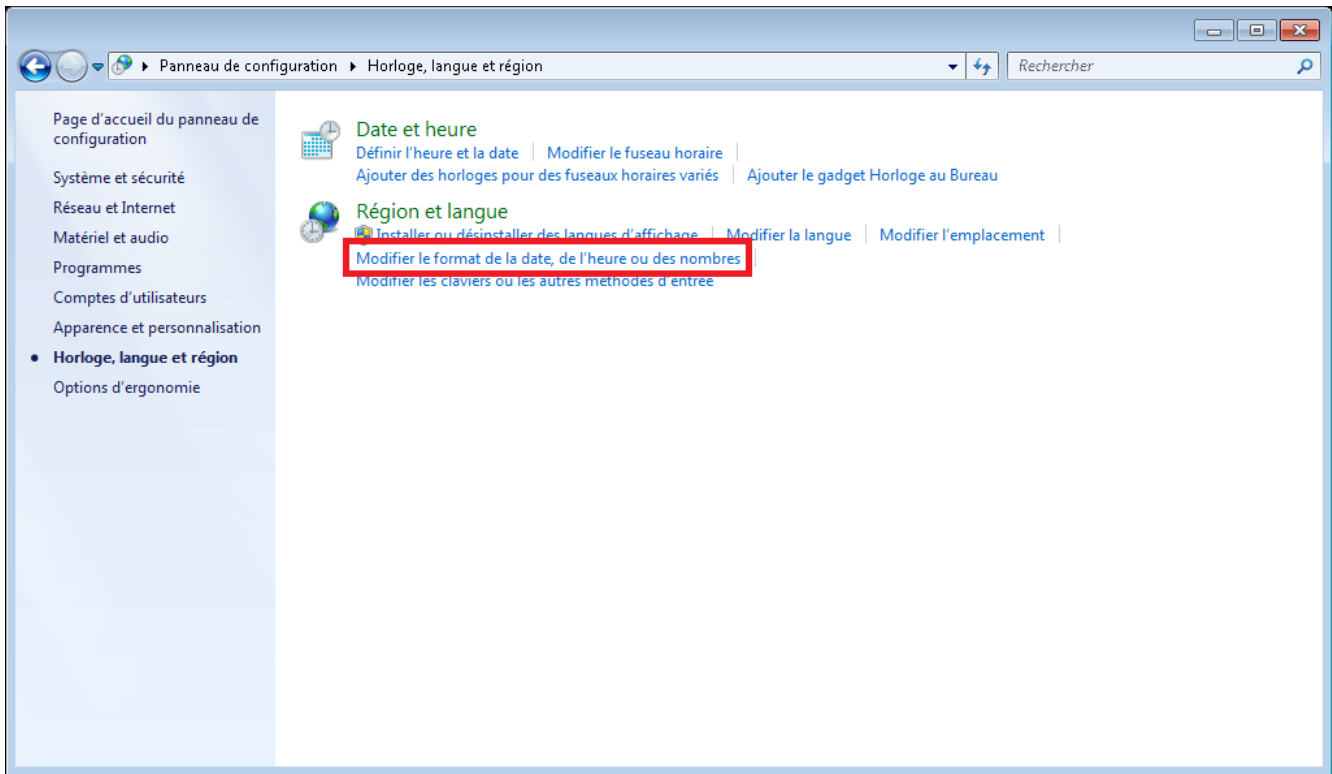 Panneau de configuration ▸ Horloge, langue et région
Rechercher
Page d'accueil du panneau de
configuration
Système et sécurité
Réseau et Internet
Matériel et audio
Programmes
Comptes d'utilisateurs
Apparence et personnalisation
Horloge, langue et région
Options d'ergonomie
Date et heure
Définir l'heure et la date
Modifier le fuseau horaire
Ajouter des horloges pour des fuseaux horaires variés
Ajouter le gadget Horloge au Bureau
Région et langue
Installer ou désinstaller des langues d'affichage
Modifier la langue
Modifier l'emplacement
Modifier le format de la date, de l'heure ou des nombres
Modifier les claviers ou les autres méthodes d'entrée